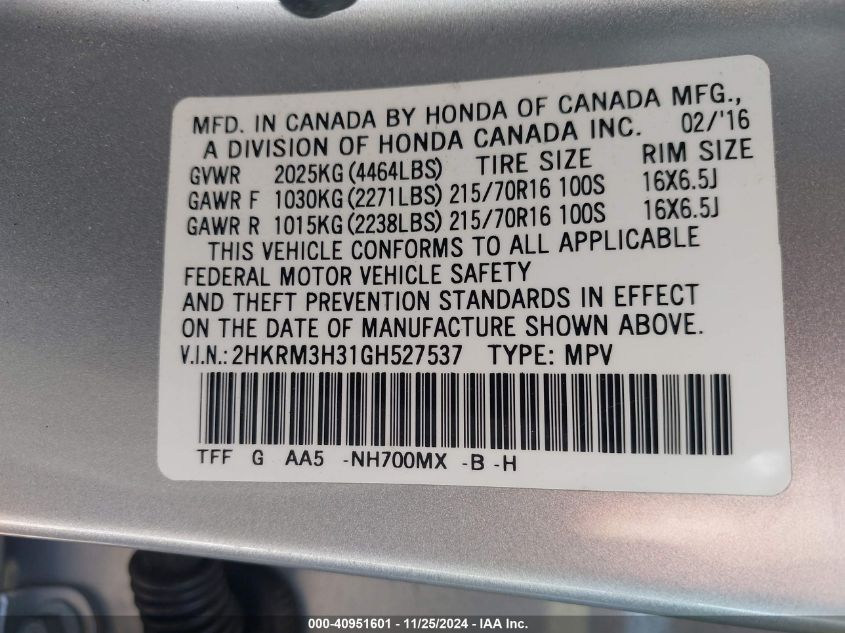 MFD. IN CANADA BY HONDA OF CANADA MFG.,
A DIVISION OF HONDA CANADA INC. 02/'16
GVWR 2025KG (4464LBS) TIRE SIZE RIM SIZE
GAWR F 1030KG (2271LBS) 215/70R16 100S 16X6.5J
GAWR R 1015KG (2238LBS) 215/70R16 100S 16X6.5J
THIS VEHICLE CONFORMS TO ALL APPLICABLE
FEDERAL MOTOR VEHICLE SAFETY
AND THEFT PREVENTION STANDARDS IN EFFECT
ON THE DATE OF MANUFACTURE SHOWN ABOVE.
V.I.N.: 2HKRM3H31GH527537 TYPE: MPV
TFF G AA5 -NH700MX -B -H
000-40951601 - 11/25/2024 - IAA Inc.